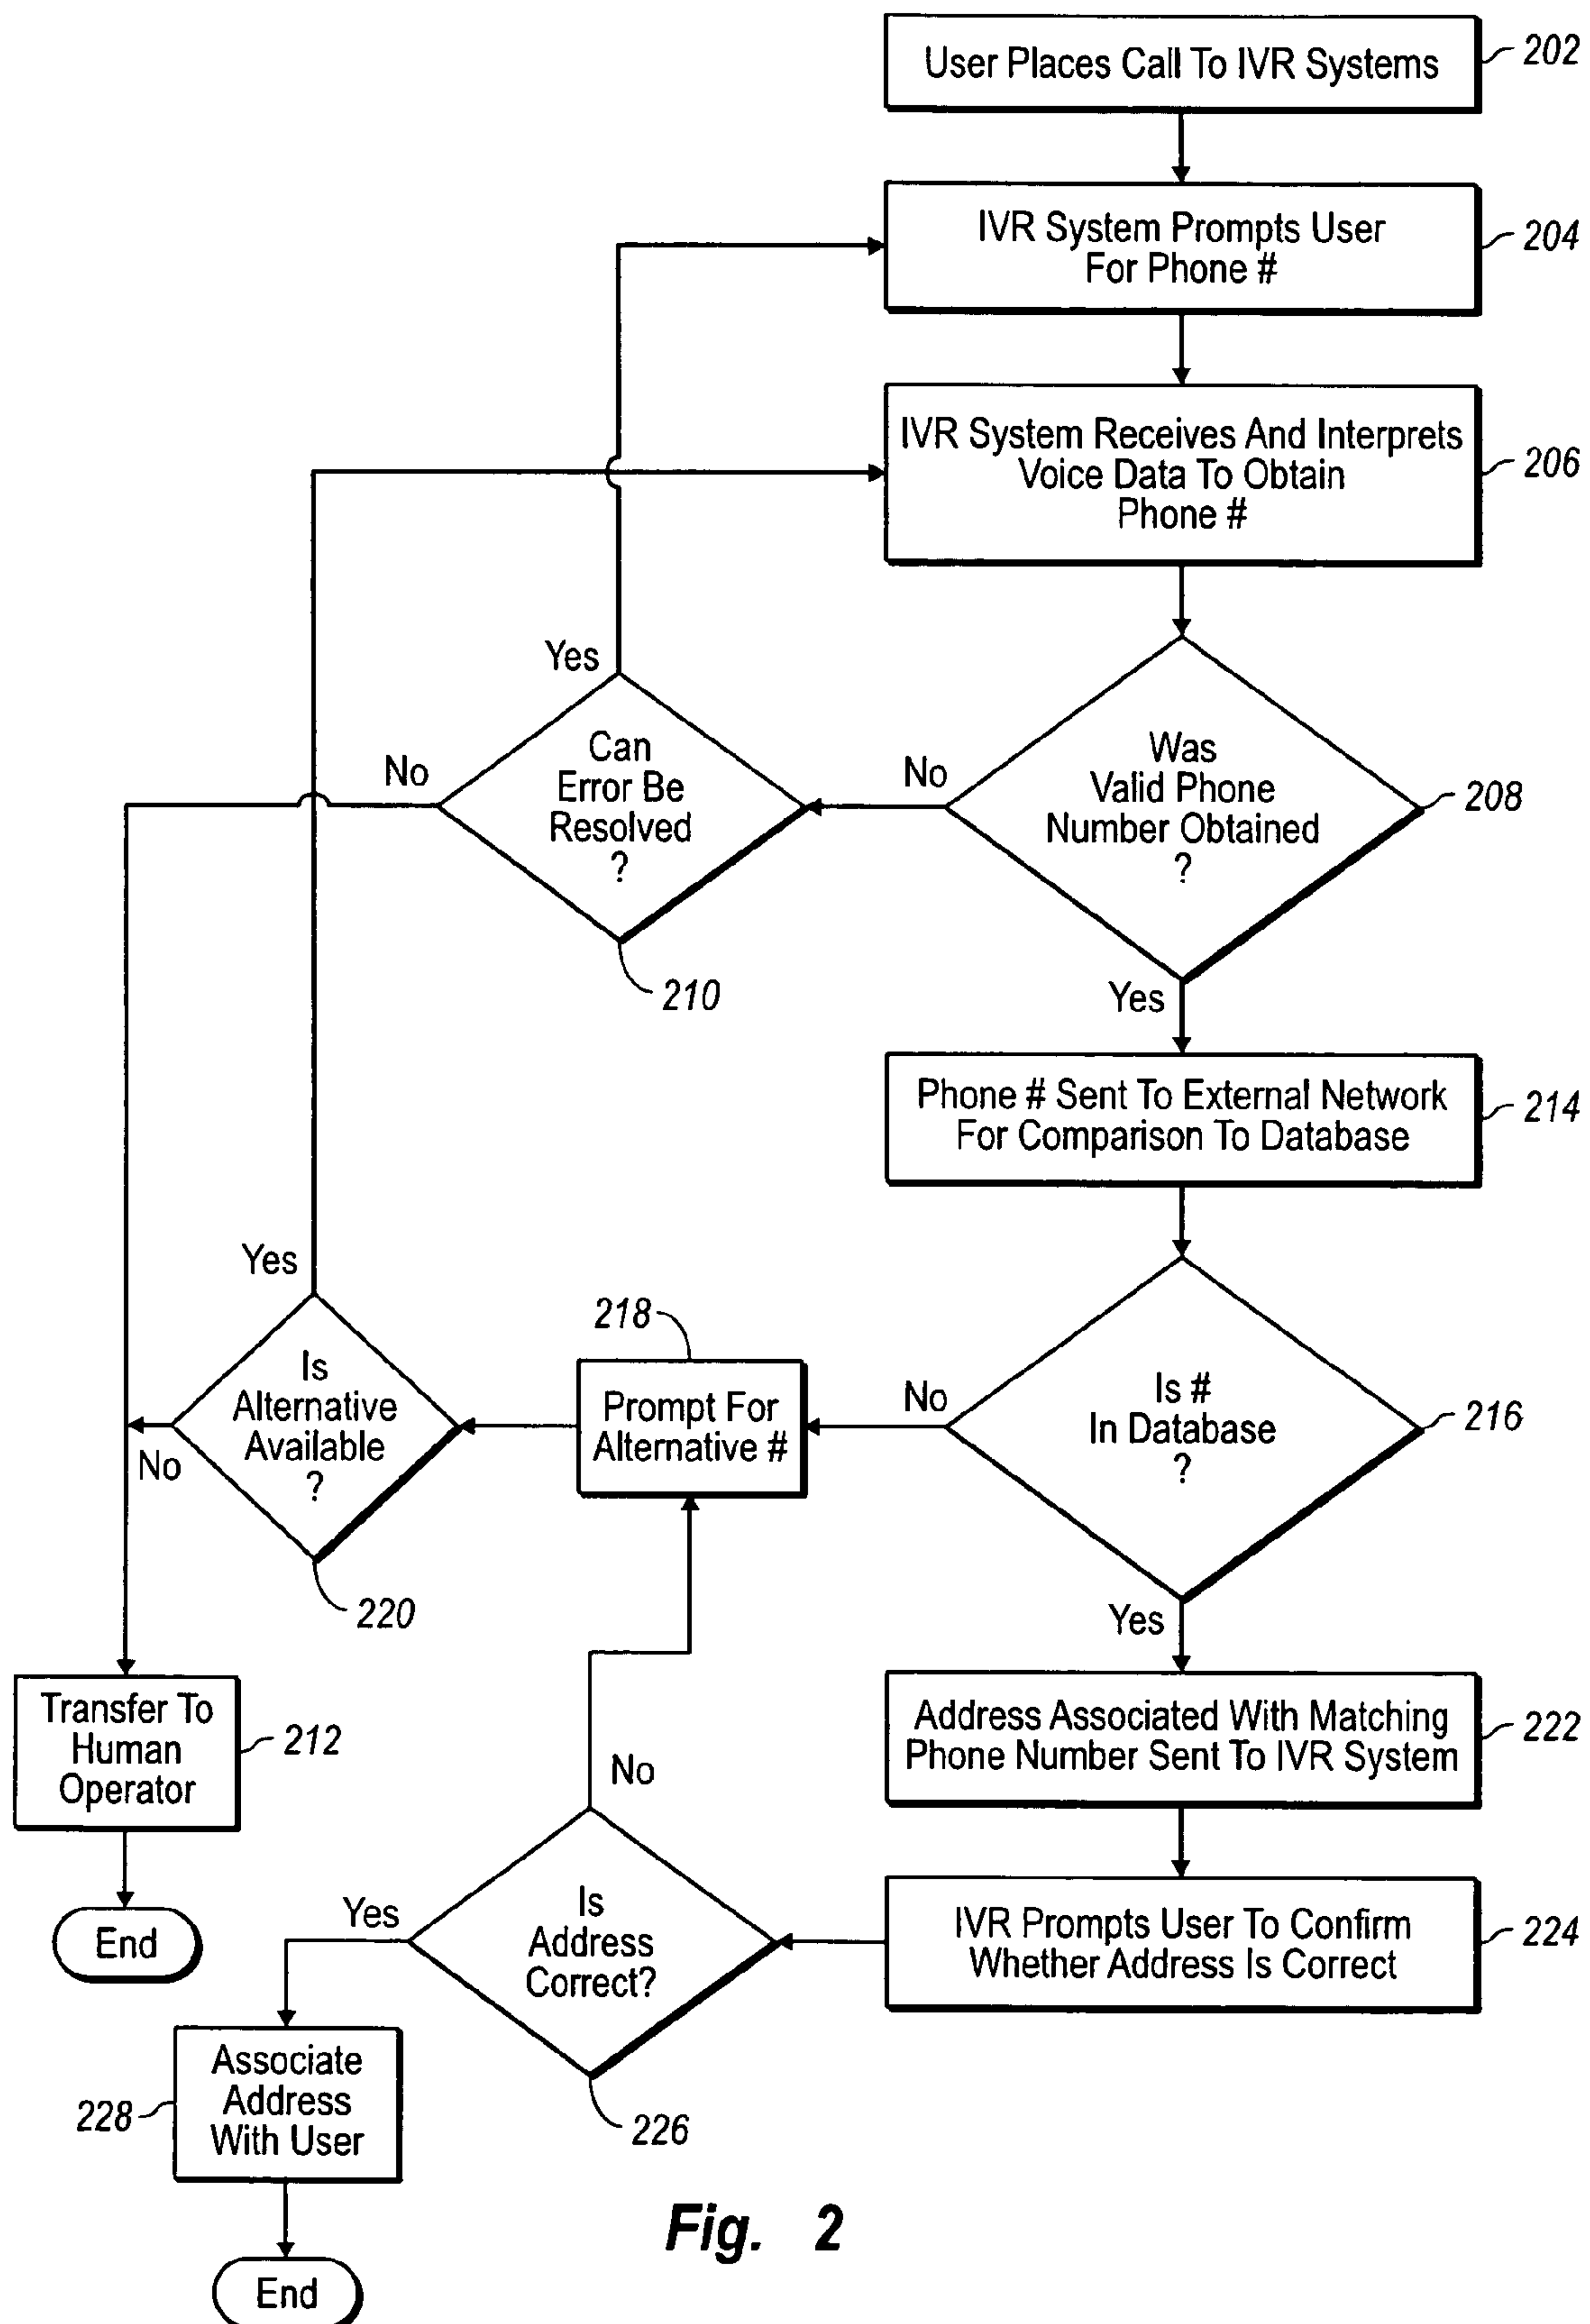 User Places Call To IVR Systems
202
IVR System Prompts User
For Phone #
204
IVR System Receives And Interprets
Voice Data To Obtain
Phone #
206
Yes
Can
Error Be
Resolved
?
No
210
No
Was
Valid Phone
Number Obtained
?
208
Yes
Phone # Sent To External Network
For Comparison To Database
214
Yes
Is
Alternative
Available
?
No
220
218
Prompt For
Alternative #
No
Is #
In Database
?
216
Yes
Transfer To
Human
Operator
212
End
Address Associated With Matching
Phone Number Sent To IVR System
222
No
Yes
Is
Address
Correct?
226
IVR Prompts User To Confirm
Whether Address Is Correct
224
Associate
Address
With User
228
End
Fig. 2